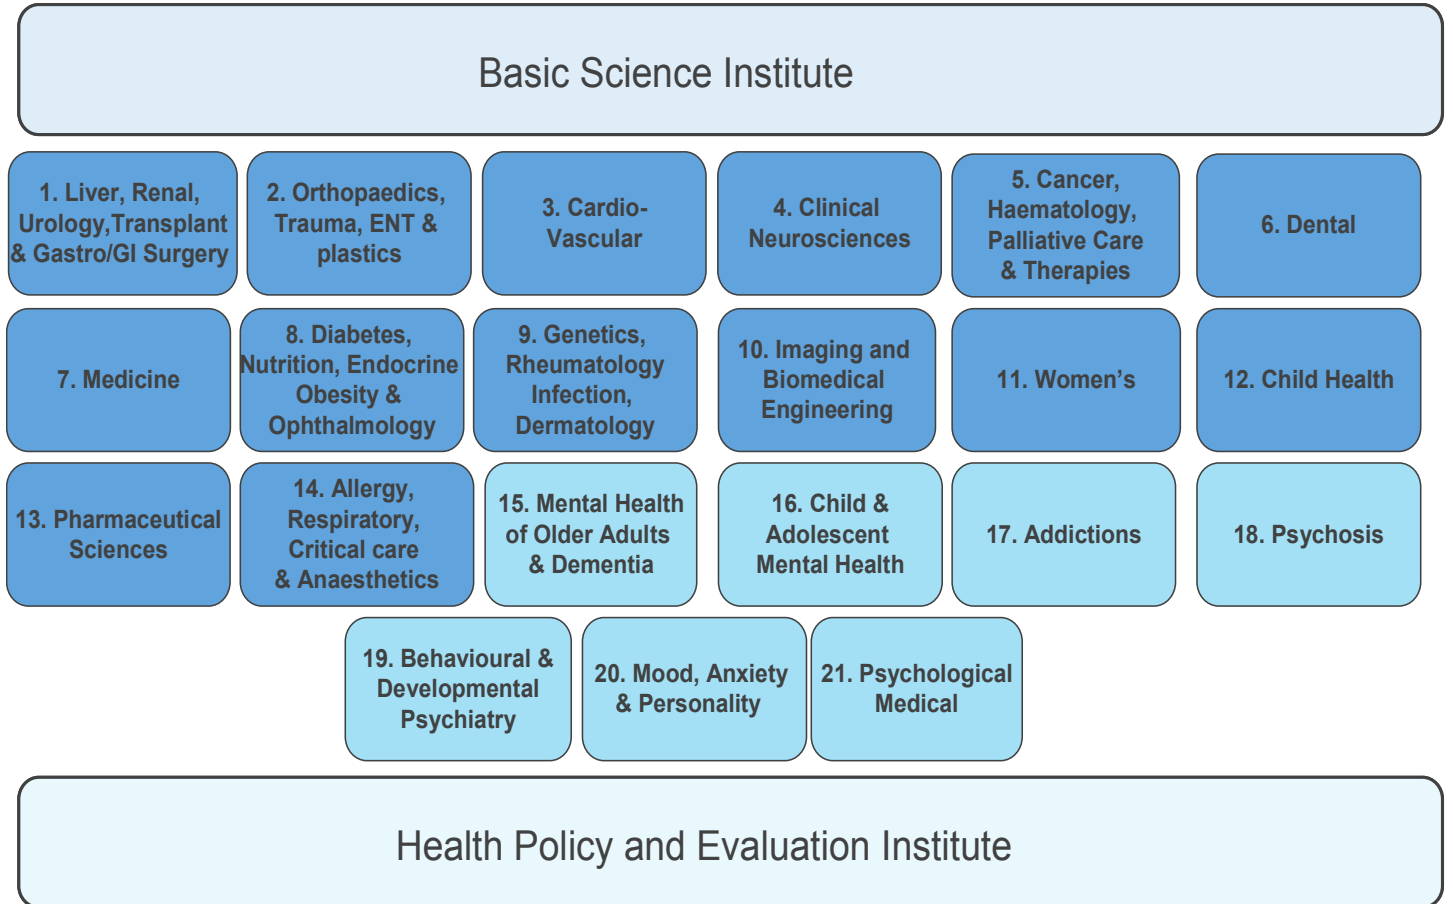 Basic Science Institute
1. Liver, Renal,
Urology,Transplant
& Gastro/GI Surgery
2. Orthopaedics,
Trauma, ENT &
plastics
3. Cardio-
Vascular
4. Clinical
Neurosciences
5. Cancer,
Haematology,
Palliative Care
& Therapies
6. Dental
7. Medicine
8. Diabetes,
Nutrition, Endocrine
Obesity &
Ophthalmology
9. Genetics,
Rheumatology
Infection,
Dermatology
10. Imaging and
Biomedical
Engineering
11. Women’s
12. Child Health
13. Pharmaceutical
Sciences
14. Allergy,
Respiratory,
Critical care
& Anaesthetics
15. Mental Health
of Older Adults
& Dementia
16. Child &
Adolescent
Mental Health
17. Addictions
18. Psychosis
19. Behavioural &
Developmental
Psychiatry
20. Mood, Anxiety
& Personality
21. Psychological
Medical
Health Policy and Evaluation Institute